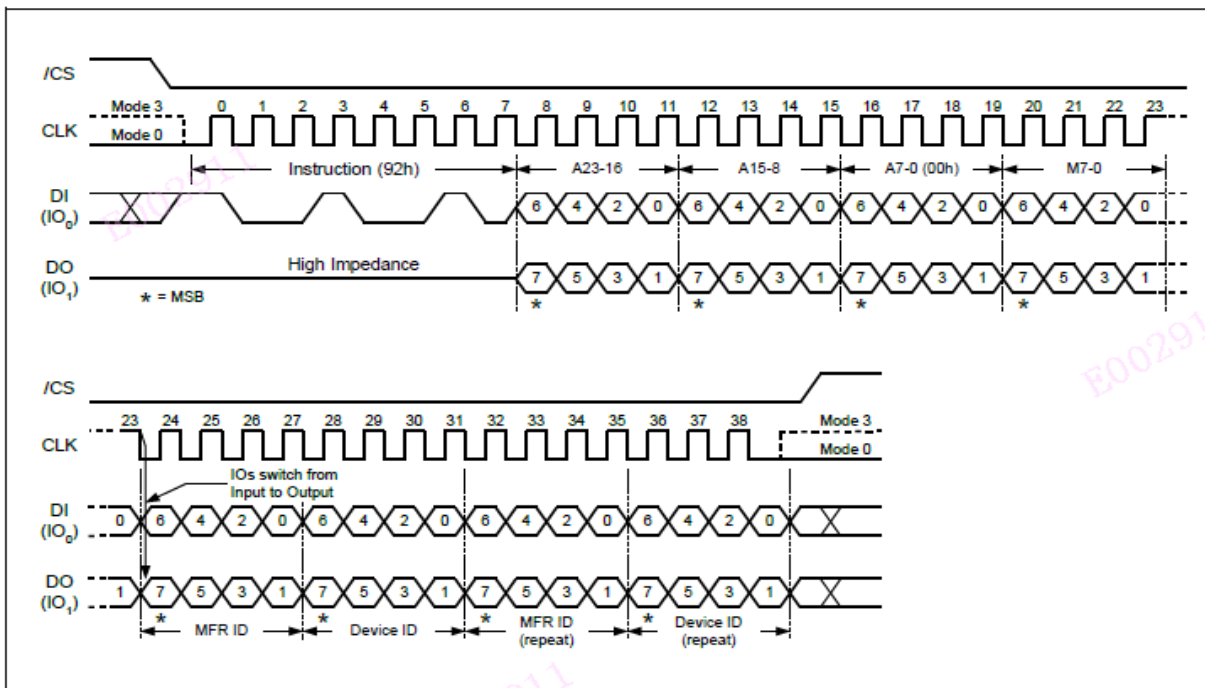 /CS
Mode 3 0 1 2 3 4 5 6 7 8 9 10 11 12 13 14 15 16 17 18 19 20 21 22 23
CLK Mode 0
Instruction (92h) A23-16 A15-8 A7-0 (00h) M7-0
DI (IO0) 6 4 2 0 6 4 2 0 6 4 2 0 6 4 2 0
High Impedance
DO (IO1) 7 5 3 1 7 5 3 1 7 5 3 1 7 5 3 1
* = MSB * * * *
E002911
E002911
/CS
23 24 25 26 27 28 29 30 31 32 33 34 35 36 37 38 Mode 3
CLK Mode 0
IOs switch from
Input to Output
DI (IO0) 0 6 4 2 0 6 4 2 0 6 4 2 0 6 4 2 0
DO (IO1) 1 7 5 3 1 7 5 3 1 7 5 3 1 7 5 3 1
* * * *
MFR ID Device ID MFR ID (repeat) Device ID (repeat)